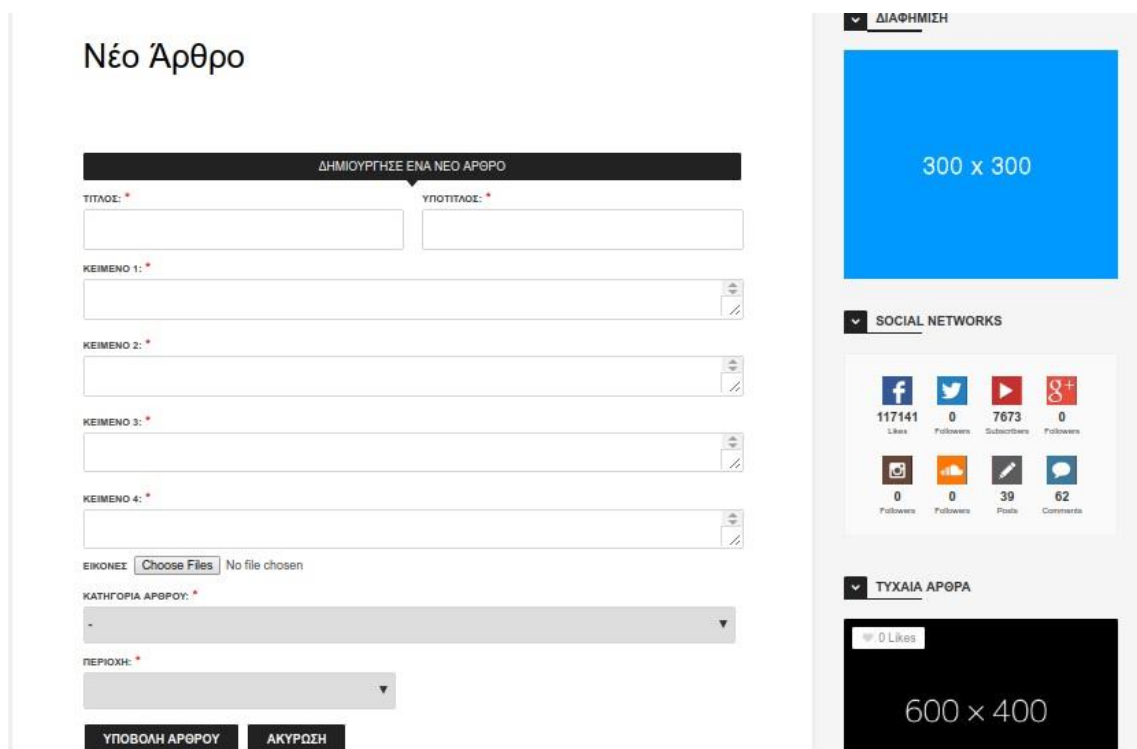 Νέο Άρθρο
ΔΗΜΙΟΥΡΓΗΣΕ ΕΝΑ ΝΕΟ ΑΡΘΡΟ
ΤΙΤΛΟΣ: *
ΥΠΟΤΙΤΛΟΣ: *
ΚΕΙΜΕΝΟ 1: *
ΚΕΙΜΕΝΟ 2: *
ΚΕΙΜΕΝΟ 3: *
ΚΕΙΜΕΝΟ 4: *
ΕΙΚΟΝΕΣ Choose Files No file chosen
ΚΑΤΗΓΟΡΙΑ ΑΡΘΡΟΥ: *
-
ΠΕΡΙΟΧΗ: *
ΥΠΟΒΟΛΗ ΑΡΘΡΟΥ ΑΚΥΡΩΣΗ
ΔΙΑΦΗΜΙΣΗ
300 x 300
SOCIAL NETWORKS
117141 0 7673 0
Likes Followers Subscribers Followers
0 0 39 62
Followers Followers Posts Comments
ΤΥΧΑΙΑ ΑΡΘΡΑ
0 Likes
600 × 400